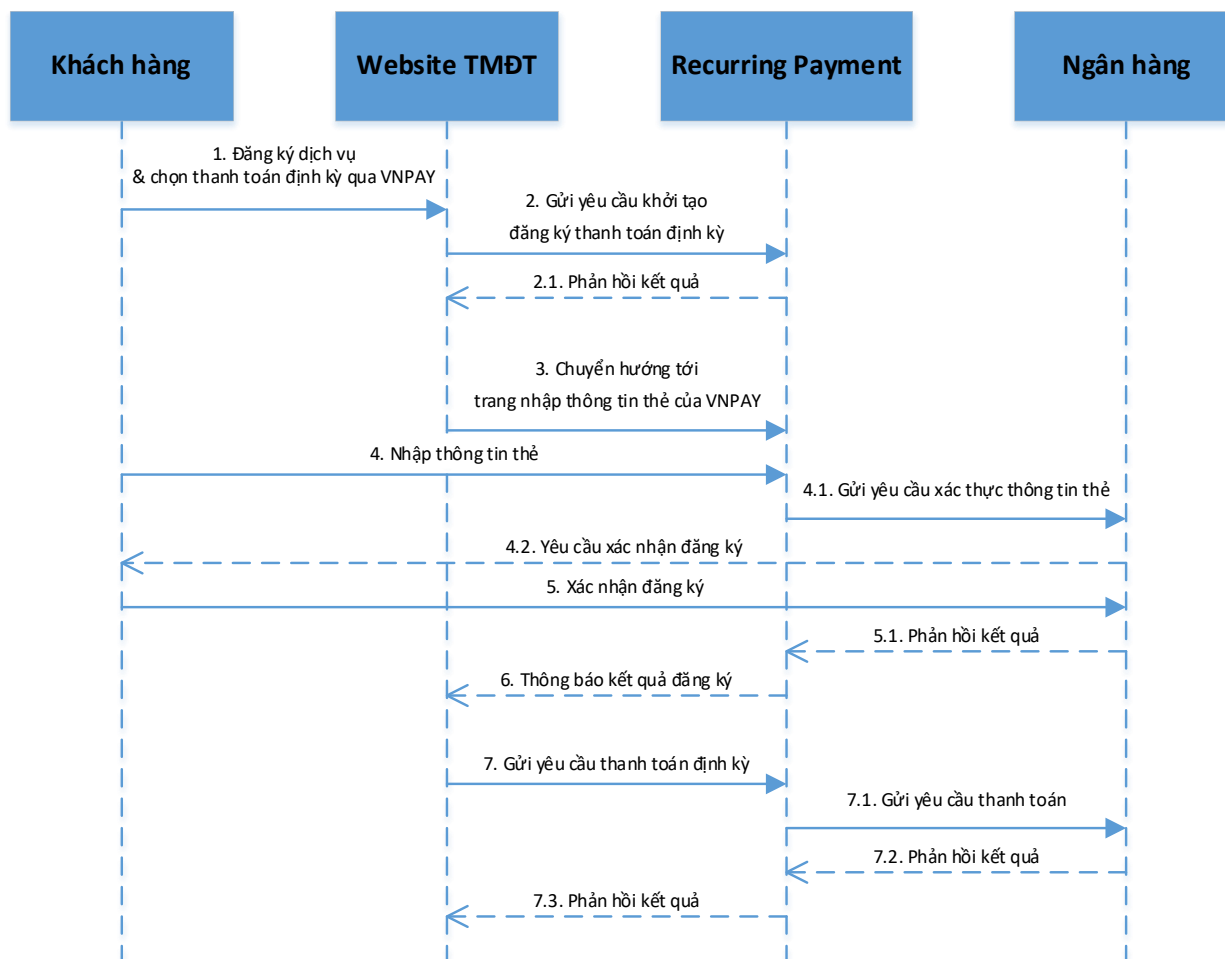 Khách hàng
Website TMĐT
Recurring Payment
Ngân hàng
1. Đăng ký dịch vụ
& chọn thanh toán định kỳ qua VNPAY
2. Gửi yêu cầu khởi tạo
đăng ký thanh toán định kỳ
2.1. Phản hồi kết quả
3. Chuyển hướng tới
trang nhập thông tin thẻ của VNPAY
4. Nhập thông tin thẻ
4.1. Gửi yêu cầu xác thực thông tin thẻ
4.2. Yêu cầu xác nhận đăng ký
5. Xác nhận đăng ký
5.1. Phản hồi kết quả
6. Thông báo kết quả đăng ký
7. Gửi yêu cầu thanh toán định kỳ
7.1. Gửi yêu cầu thanh toán
7.2. Phản hồi kết quả
7.3. Phản hồi kết quả